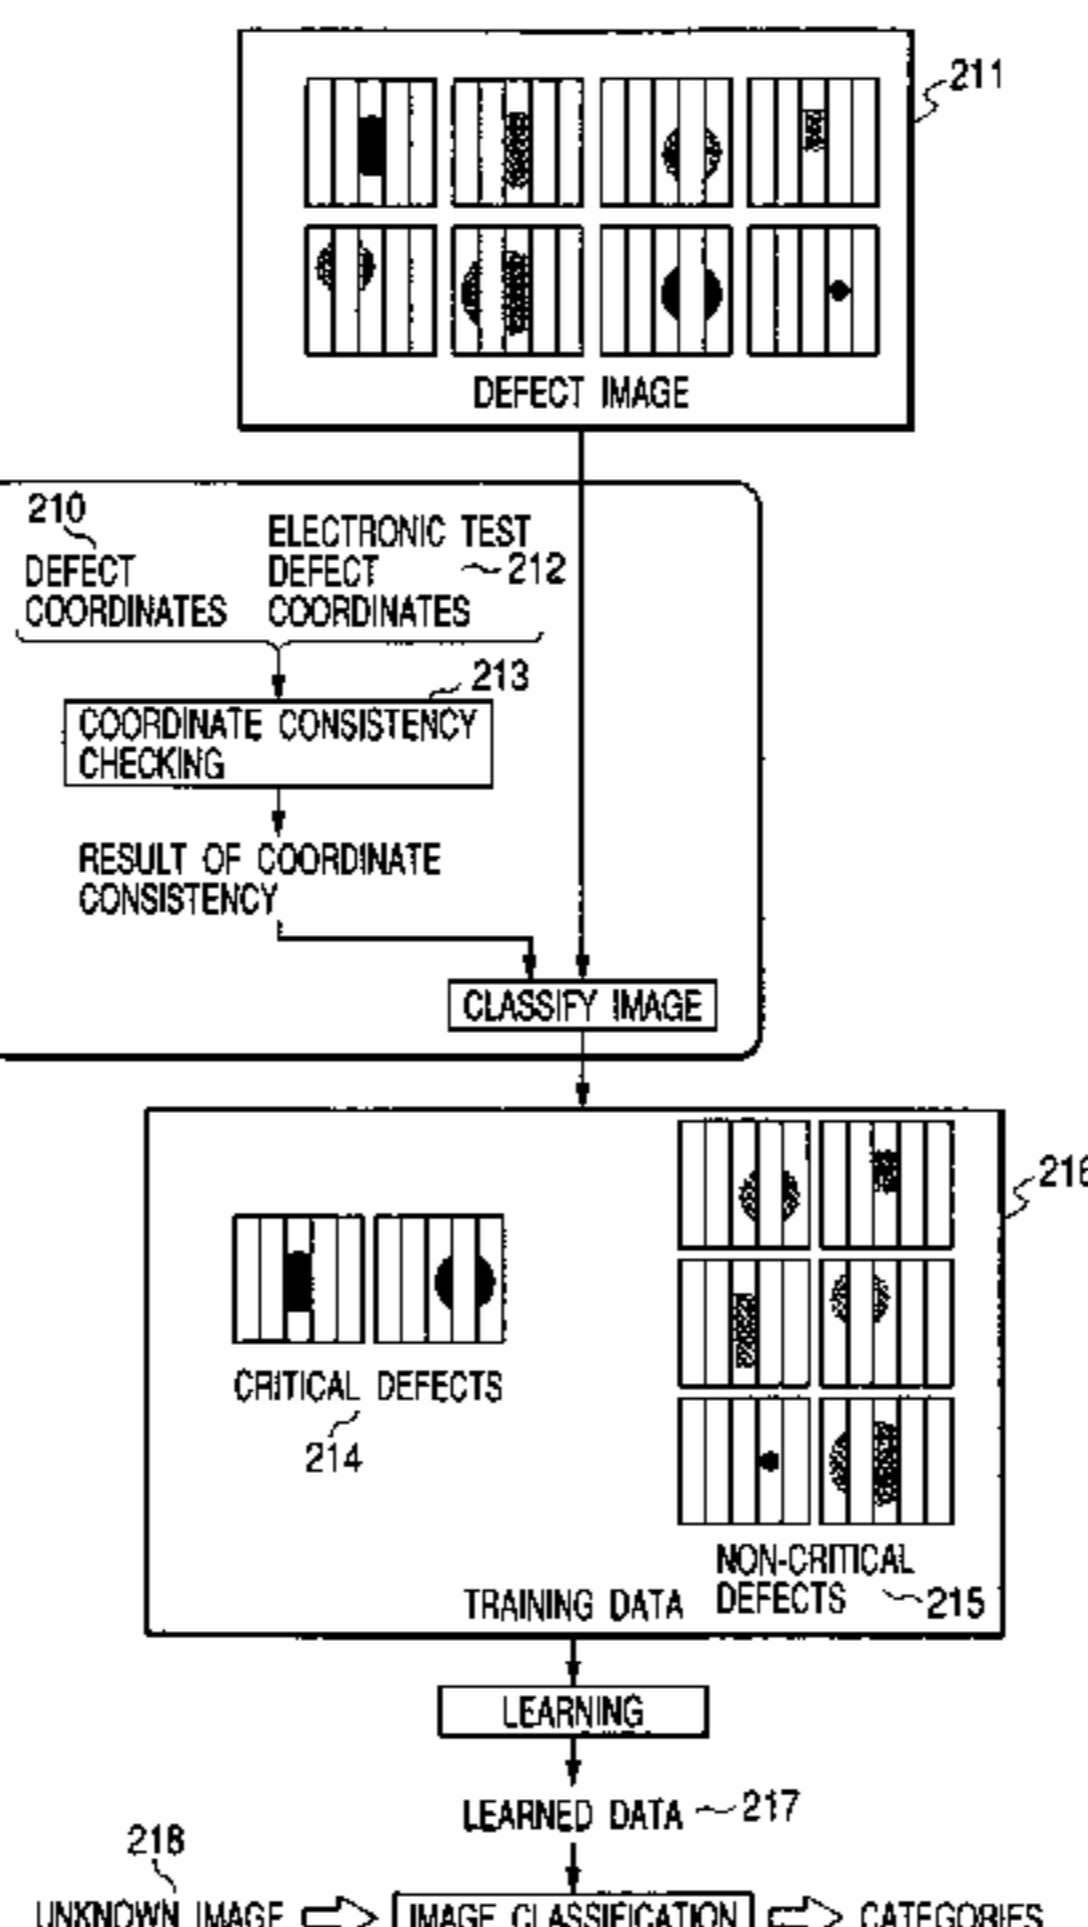 211
DEFECT IMAGE
210
DEFECT
COORDINATES
ELECTRONIC TEST
DEFECT
COORDINATES
212
213
COORDINATE CONSISTENCY
CHECKING
RESULT OF COORDINATE
CONSISTENCY
CLASSIFY IMAGE
216
CRITICAL DEFECTS
214
NON-CRITICAL
DEFECTS
215
TRAINING DATA
LEARNING
LEARNED DATA
217
218
UNKNOWN IMAGE
IMAGE CLASSIFICATION
CATEGORIES